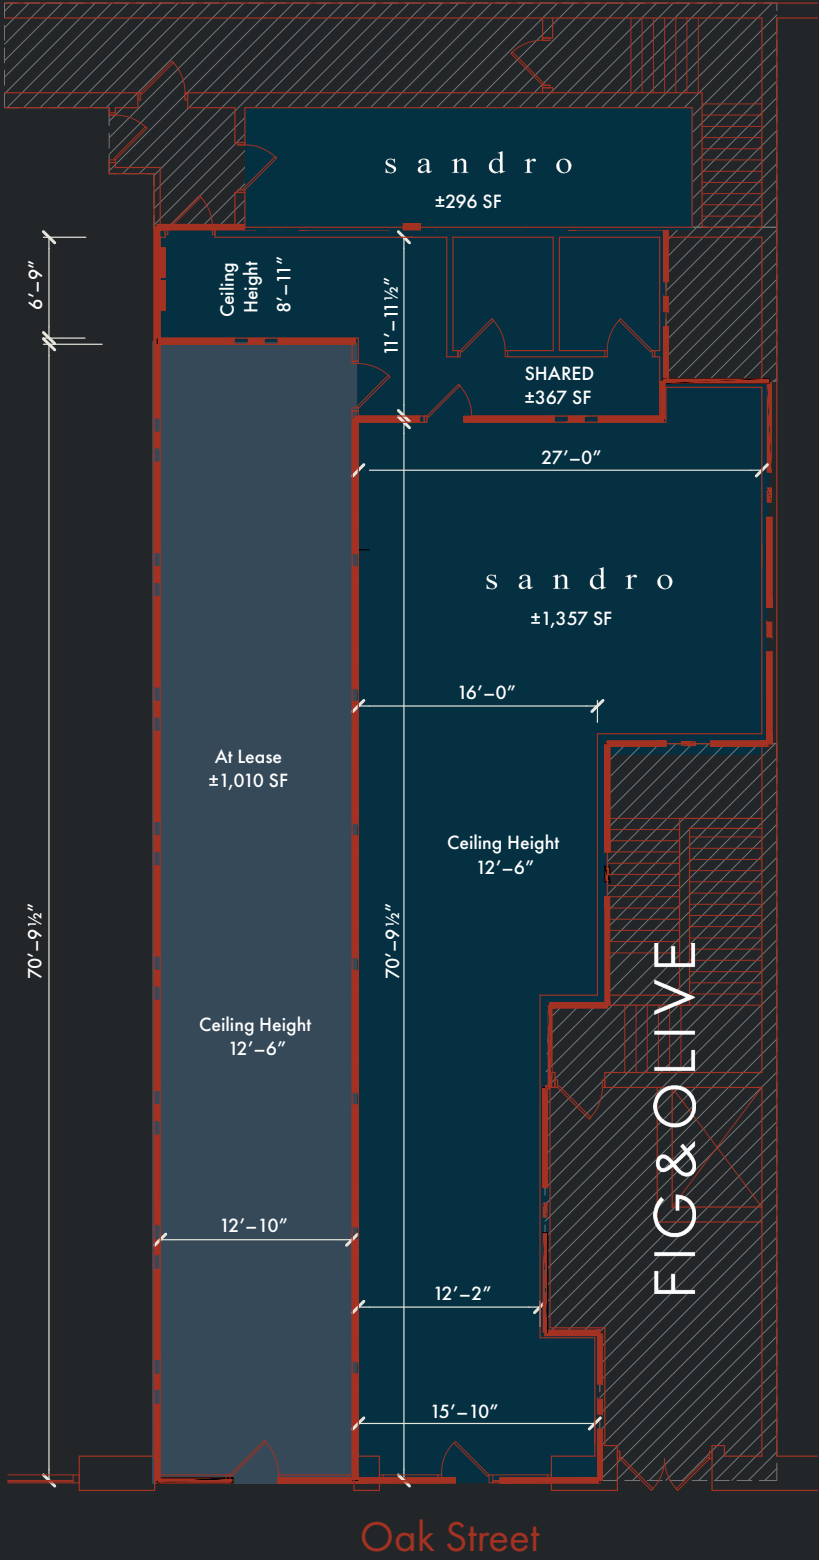 sandro
±296 SF
6’–9”
Ceiling
Height
8’–11”
11’–11½”
SHARED
±367 SF
27’–0”
sandro
±1,357 SF
16’–0”
At Lease
±1,010 SF
Ceiling Height
12’–6”
70’–9½”
70’–9½”
Ceiling Height
12’–6”
FIG&OLIVE
12’–10”
12’–2”
15’–10”
Oak Street